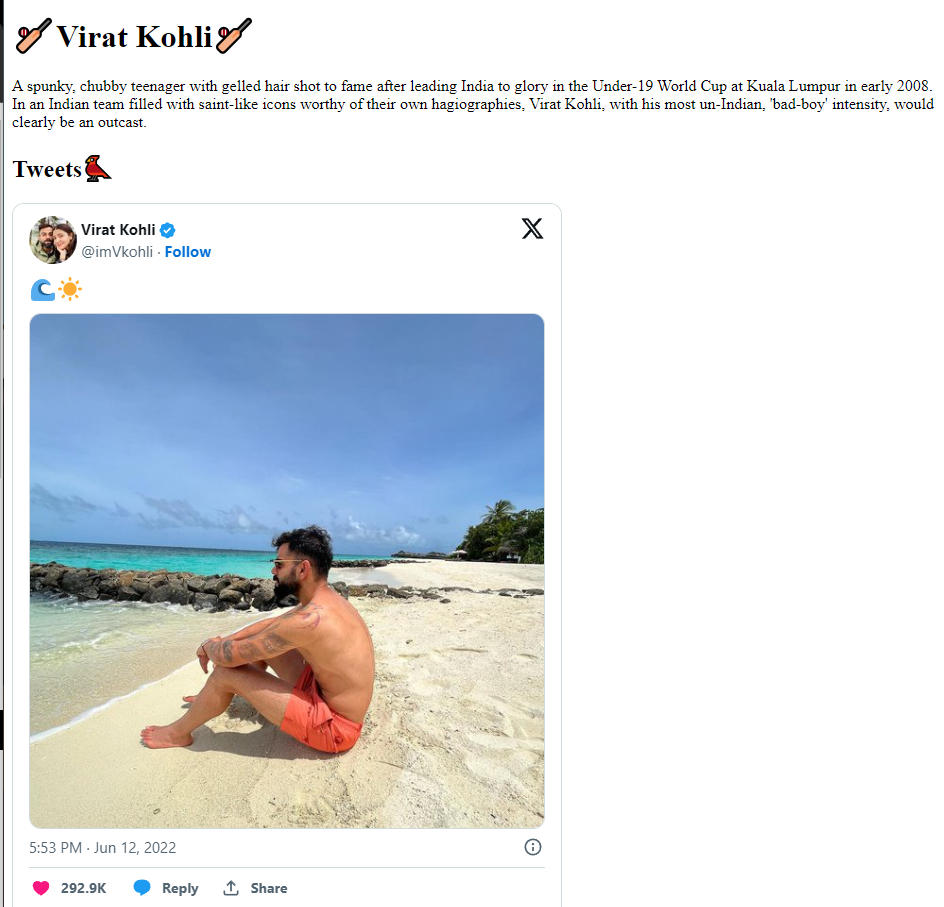 🏏Virat Kohli🏏
A spunky, chubby teenager with gelled hair shot to fame after leading India to glory in the Under-19 World Cup at Kuala Lumpur in early 2008.
In an Indian team filled with saint-like icons worthy of their own hagiographies, Virat Kohli, with his most un-Indian, 'bad-boy' intensity, would
clearly be an outcast.
Tweets
Virat Kohli
@imVkohli · Follow
🌊☀️
5:53 PM · Jun 12, 2022
292.9K Reply Share